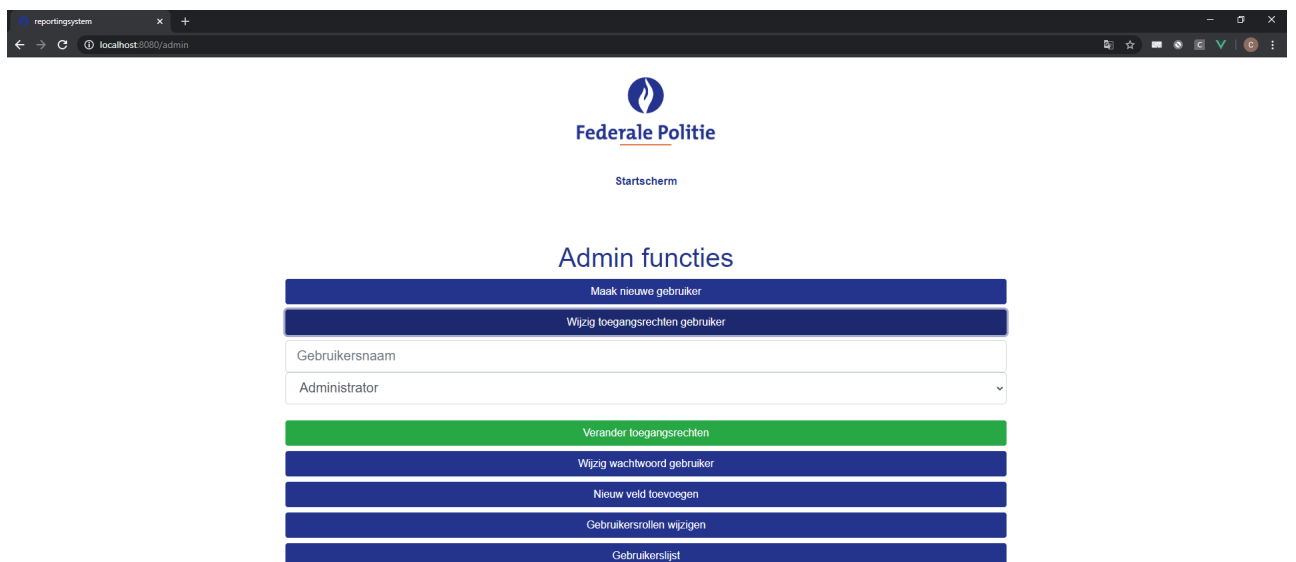 reportingsystem
localhost:8080/admin
Federale Politie
Startscherm
Admin functies
Maak nieuwe gebruiker
Wijzig toegangsrechten gebruiker
Gebruikersnaam
Administrator
Verander toegangsrechten
Wijzig wachtwoord gebruiker
Nieuw veld toevoegen
Gebruikersrollen wijzigen
Gebruikerslijst